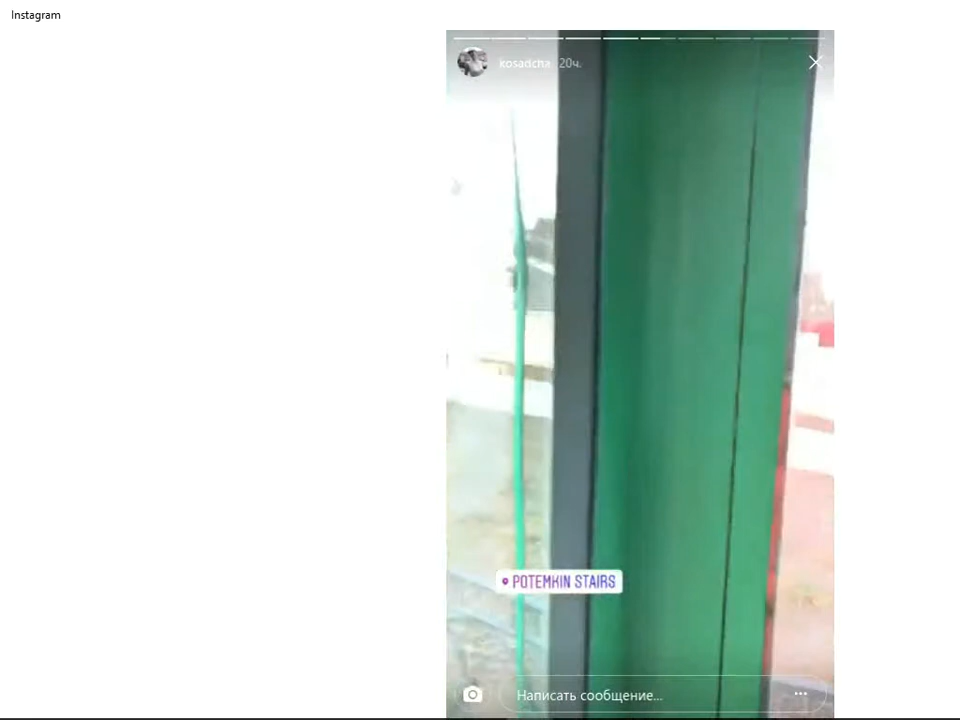 Instagram
kosadcha 20ч.
POTEMKIN STAIRS
Написать сообщение...